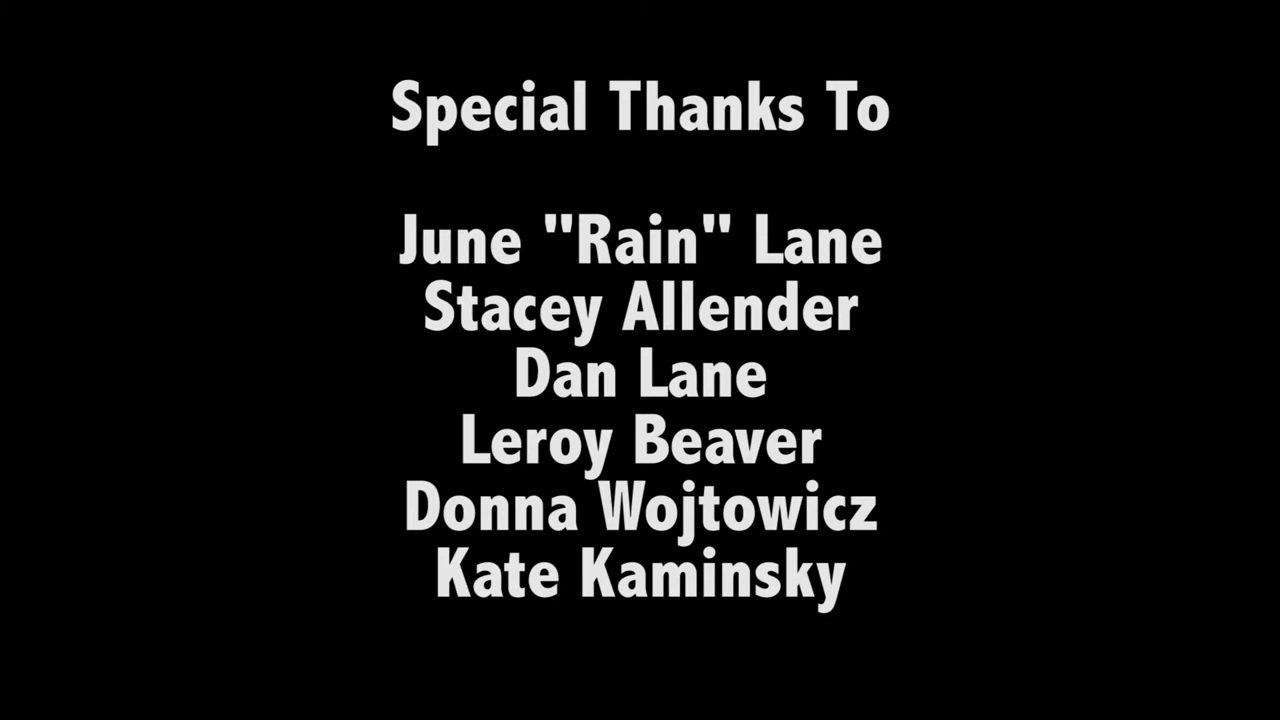 Special Thanks To
June "Rain" Lane
Stacey Allender
Dan Lane
Leroy Beaver
Donna Wojtowicz
Kate Kaminsky